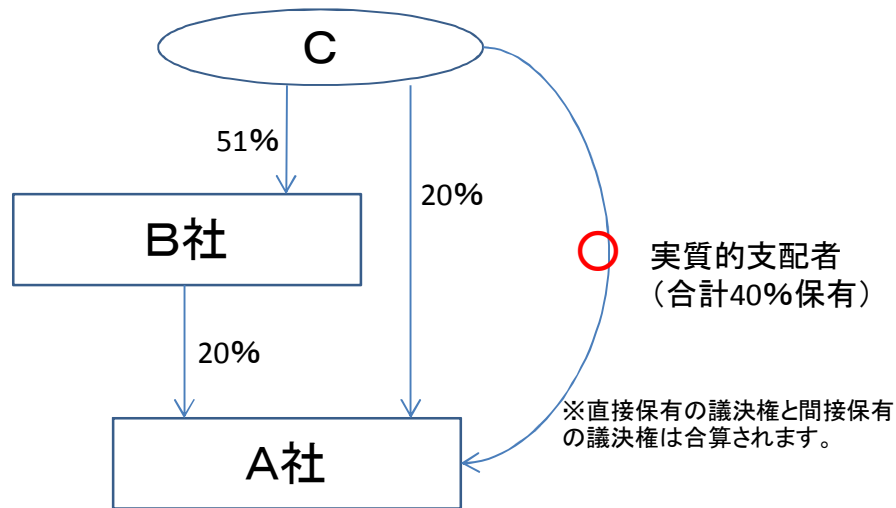 C
51%
20%
B社
実質的支配者
（合計40%保有）
20%
※直接保有の議決権と間接保有
の議決権は合算されます。
A社